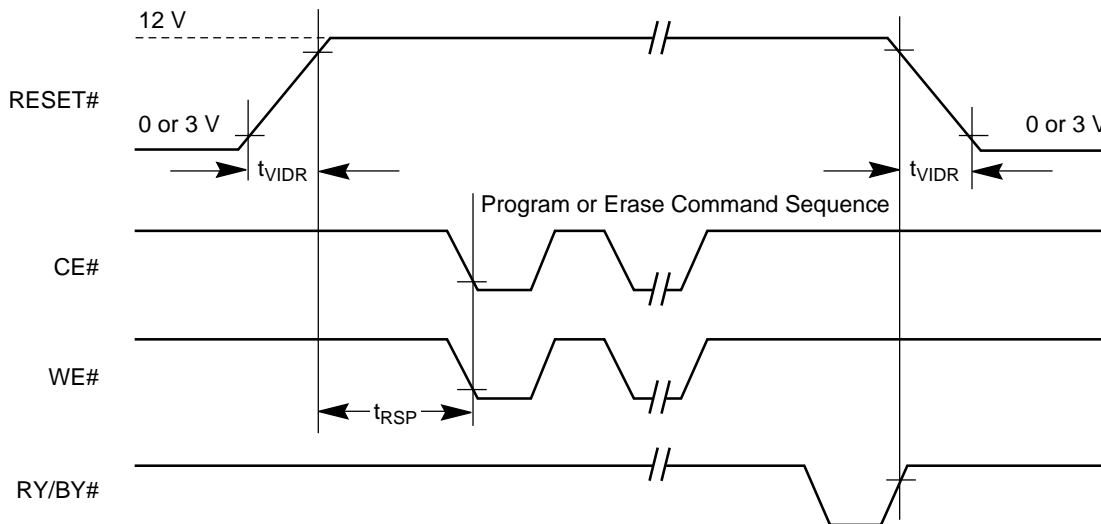 12 V
RESET#
0 or 3 V
0 or 3 V
tVIDR
tVIDR
Program or Erase Command Sequence
CE#
WE#
tRSP
RY/BY#